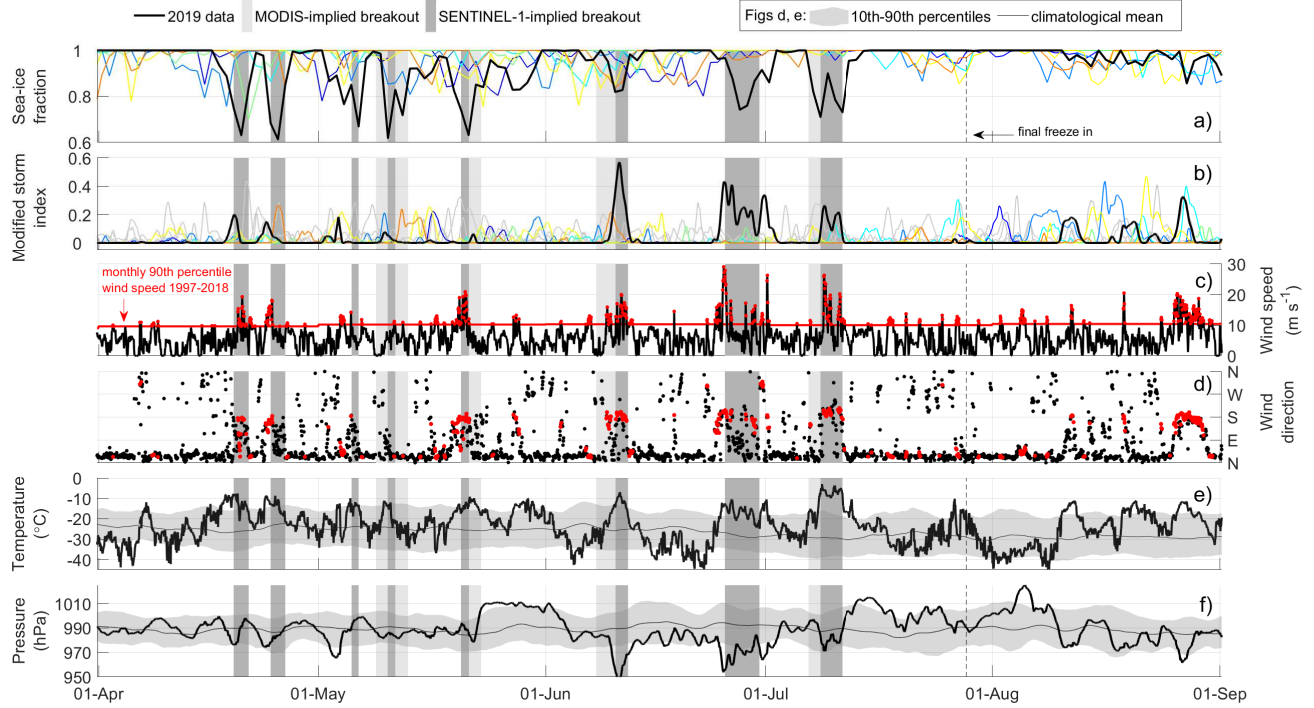 2019 data MODIS-implied breakout SENTINEL-1-implied breakout Figs d, e: 10th-90th percentiles climatological mean
Sea-ice
fraction
1
0.8
0.6
a)
final freeze in
Modified storm
index
0.6
0.4
0.2
0
b)
monthly 90th percentile
wind speed 1997-2018
c)
30
20
10
0
Wind speed
(m s⁻¹)
d)
N
W
S
E
N
Wind
direction
Temperature
(°C)
0
-10
-20
-30
-40
e)
Pressure
(hPa)
1010
990
970
950
f)
01-Apr 01-May 01-Jun 01-Jul 01-Aug 01-Sep